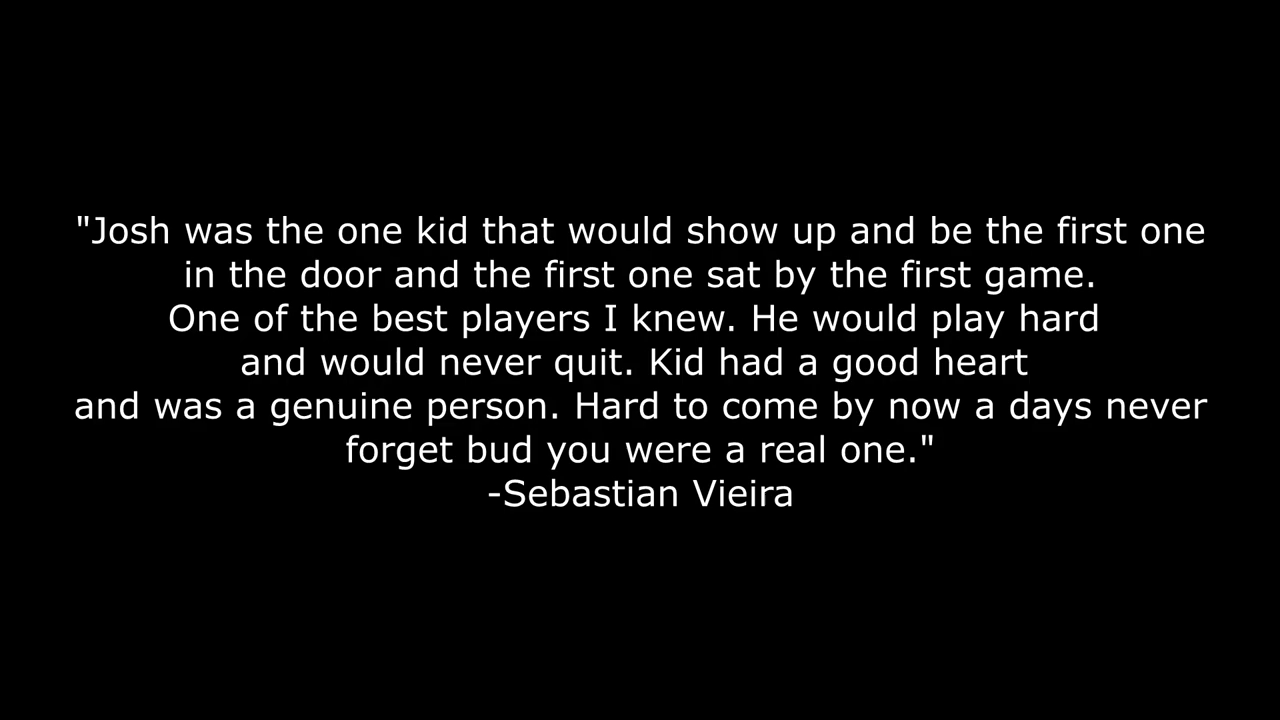 "Josh was the one kid that would show up and be the first one
in the door and the first one sat by the first game.
One of the best players I knew. He would play hard
and would never quit. Kid had a good heart
and was a genuine person. Hard to come by now a days never
forget bud you were a real one."
-Sebastian Vieira